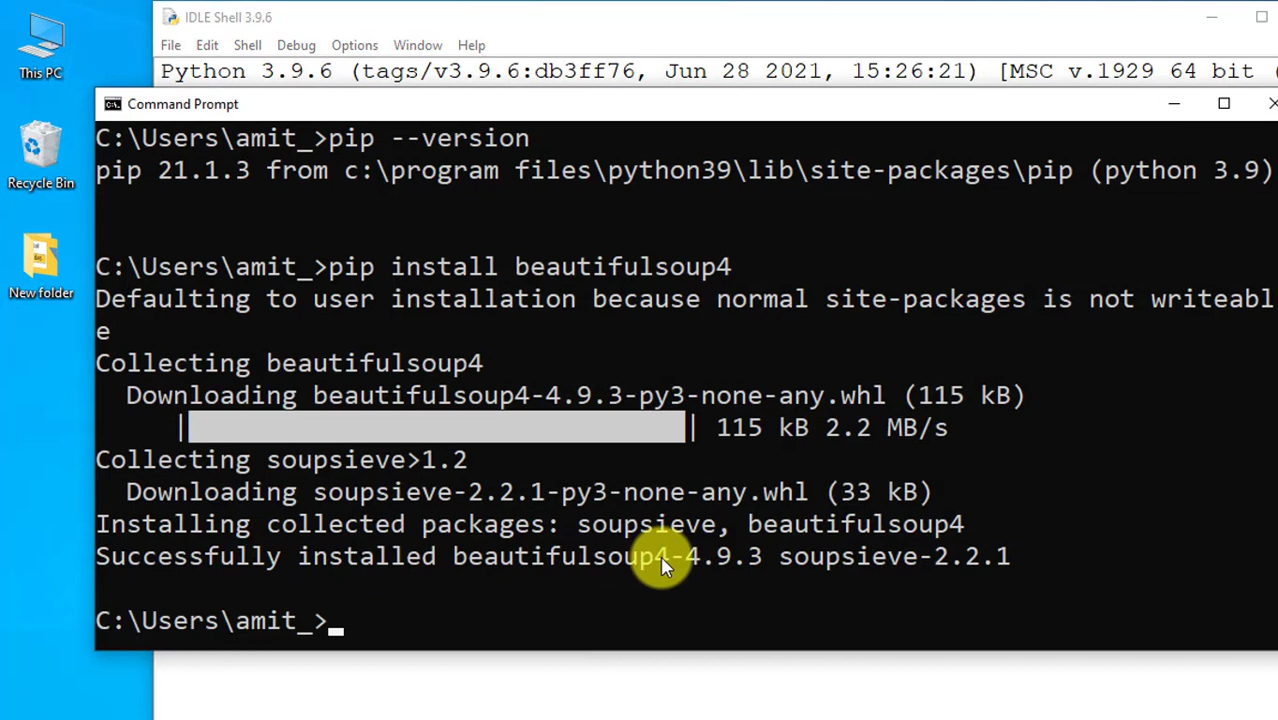 This PC
Recycle Bin
New folder
IDLE Shell 3.9.6
File Edit Shell Debug Options Window Help
Python 3.9.6 (tags/v3.9.6:db3ff76, Jun 28 2021, 15:26:21) [MSC v.1929 64 bit (
Command Prompt
C:\Users\amit_>pip --version
pip 21.1.3 from c:\program files\python39\lib\site-packages\pip (python 3.9)
C:\Users\amit_>pip install beautifulsoup4
Defaulting to user installation because normal site-packages is not writeabl
e
Collecting beautifulsoup4
Downloading beautifulsoup4-4.9.3-py3-none-any.whl (115 kB)
| | 115 kB 2.2 MB/s
Collecting soupsieve>1.2
Downloading soupsieve-2.2.1-py3-none-any.whl (33 kB)
Installing collected packages: soupsieve, beautifulsoup4
Successfully installed beautifulsoup4-4.9.3 soupsieve-2.2.1
C:\Users\amit_>